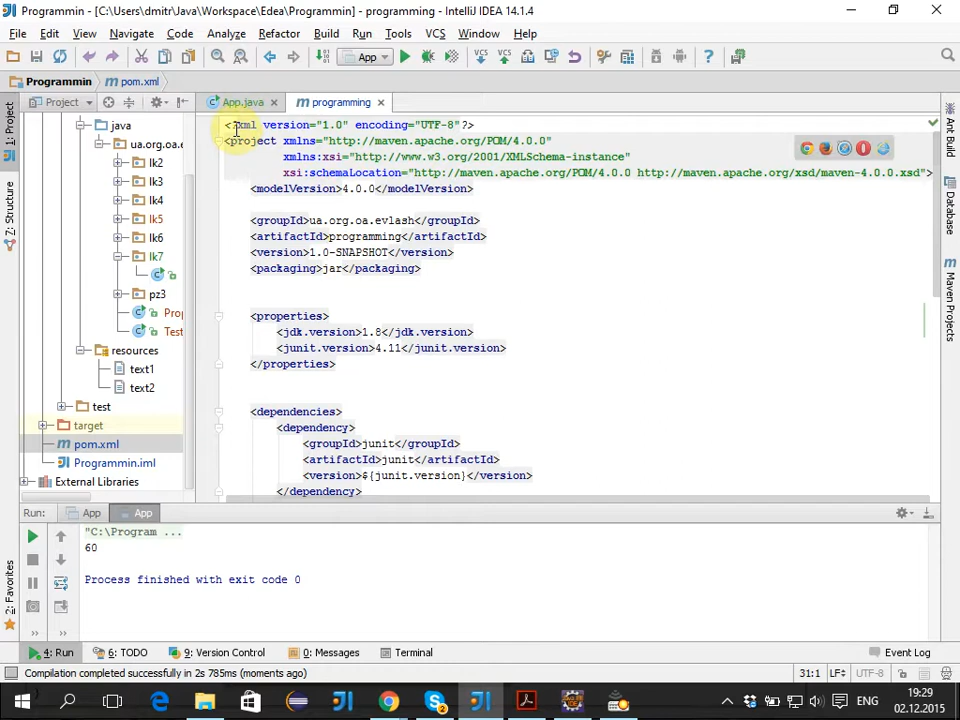 Programmin - [C:\Users\dmitr\Java\Workspace\Edea\Programmin] - programming - IntelliJ IDEA 14.1.4
File Edit View Navigate Code Analyze Refactor Build Run Tools VCS Window Help
App VCS VCS ?
Programmin pom.xml
Project App.java programming
1: Project
Z: Structure
2: Favorites
Ant Build
Database
Maven Projects
java
ua.org.oa.e
lk2
lk3
lk4
lk5
lk6
lk7
pz3
Prog
Test
resources
text1
text2
test
target
pom.xml
Programmin.iml
External Libraries
<?xml version="1.0" encoding="UTF-8"?>
<project xmlns="http://maven.apache.org/POM/4.0.0"
xmlns:xsi="http://www.w3.org/2001/XMLSchema-instance"
xsi:schemaLocation="http://maven.apache.org/POM/4.0.0 http://maven.apache.org/xsd/maven-4.0.0.xsd">
<modelVersion>4.0.0</modelVersion>
<groupId>ua.org.oa.evlash</groupId>
<artifactId>programming</artifactId>
<version>1.0-SNAPSHOT</version>
<packaging>jar</packaging>
<properties>
<jdk.version>1.8</jdk.version>
<junit.version>4.11</junit.version>
</properties>
<dependencies>
<dependency>
<groupId>junit</groupId>
<artifactId>junit</artifactId>
<version>${junit.version}</version>
</dependency>
Run: App App
"C:\Program ...
60
Process finished with exit code 0
4: Run 6: TODO 9: Version Control 0: Messages Terminal Event Log
Compilation completed successfully in 2s 785ms (moments ago) 31:1 LF UTF-8
ENG 19:29
02.12.2015